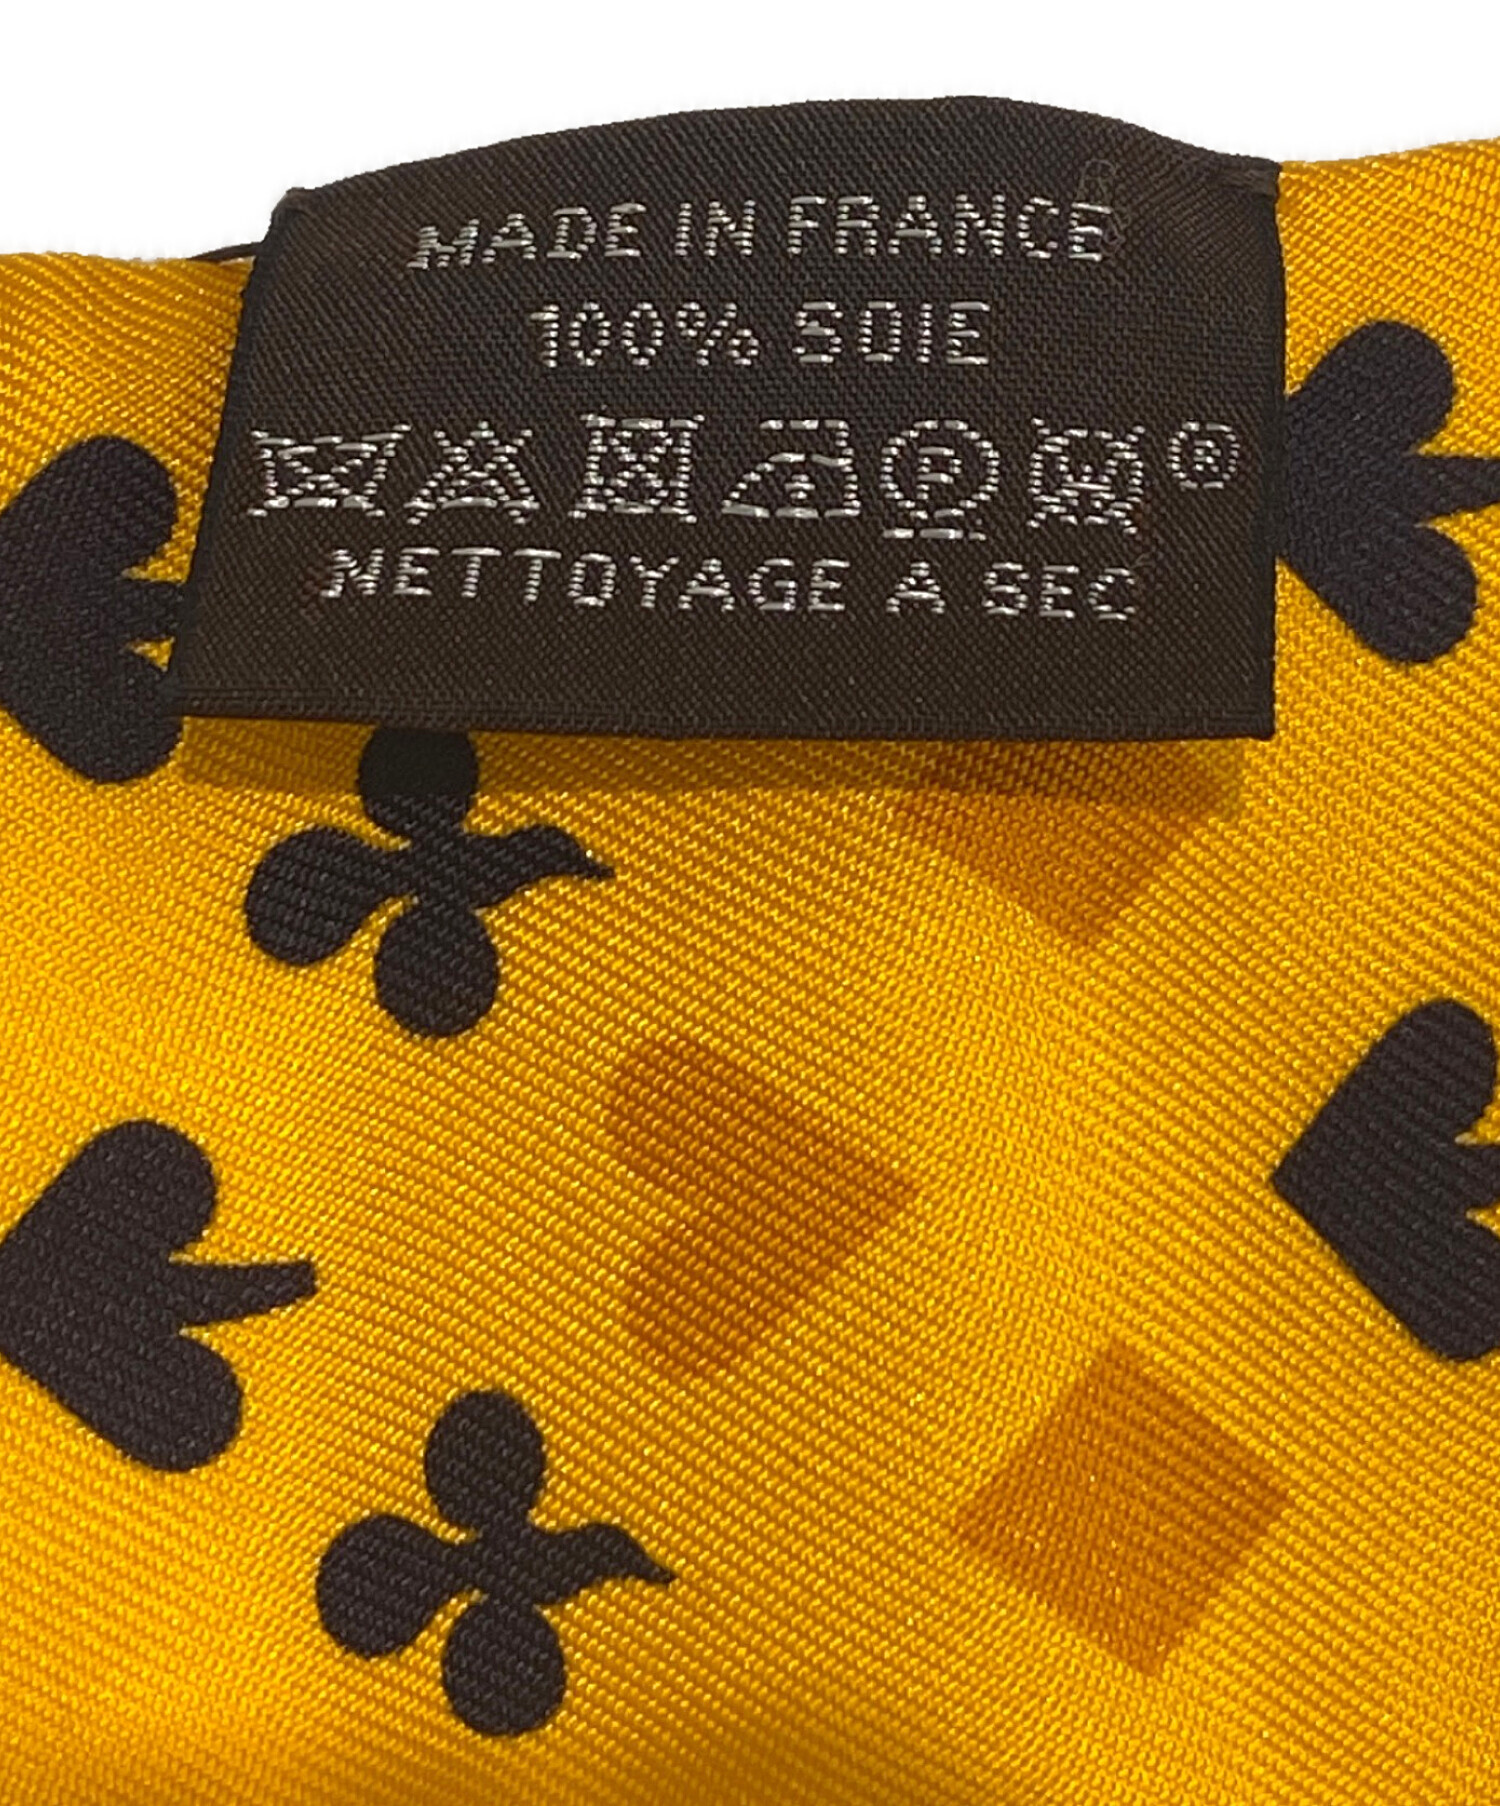 MADE IN FRANCE
100% SOIE
P W ®
NETTOYAGE A SEC